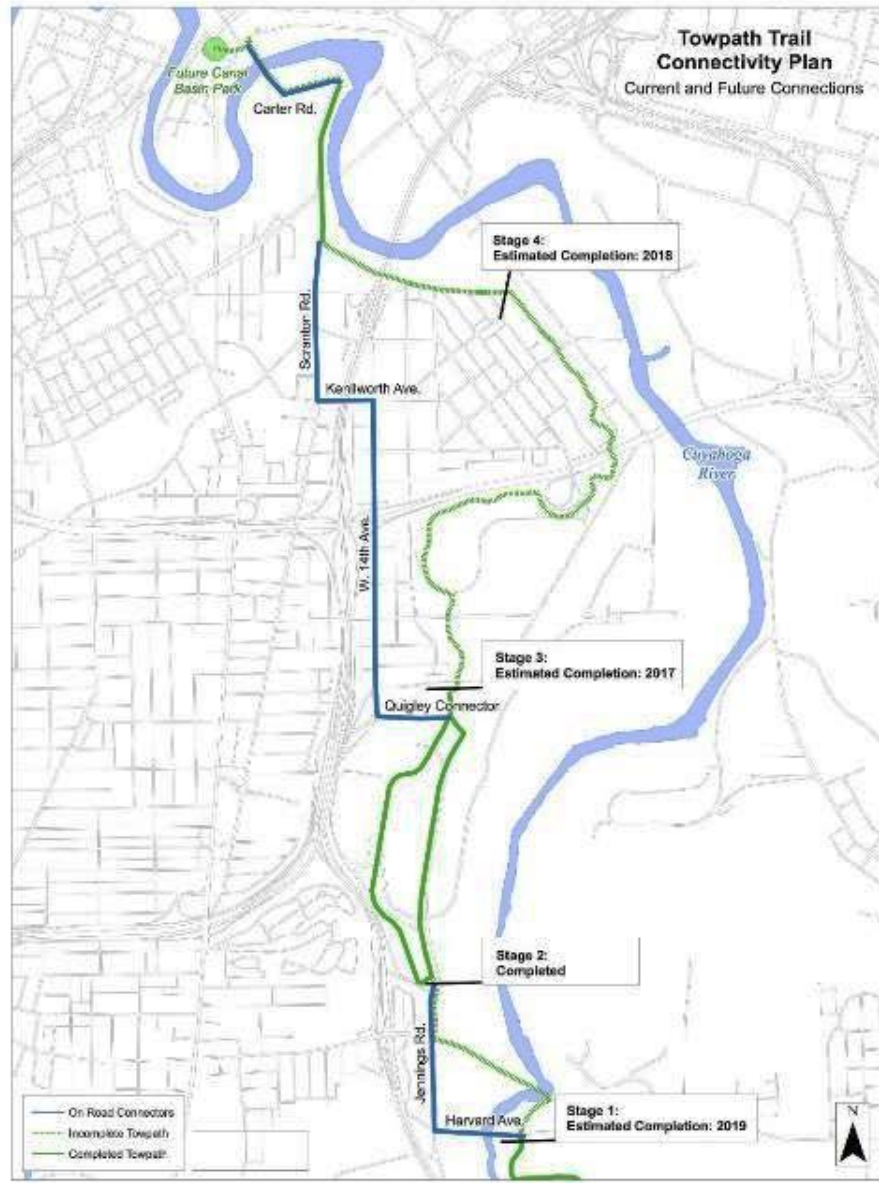 Towpath Trail
Connectivity Plan
Current and Future Connections
Future Canal
Basin Park
Carter Rd.
Stage 4:
Estimated Completion: 2018
Scranton Rd.
Kenilworth Ave.
Cuyahoga
River
W. 14th Ave.
Stage 3:
Estimated Completion: 2017
Quigley Connector
Stage 2:
Completed
Jennings Rd.
Stage 1:
Estimated Completion: 2019
Harvard Ave.
On Road Connectors
Incomplete Towpath
Completed Towpath
N